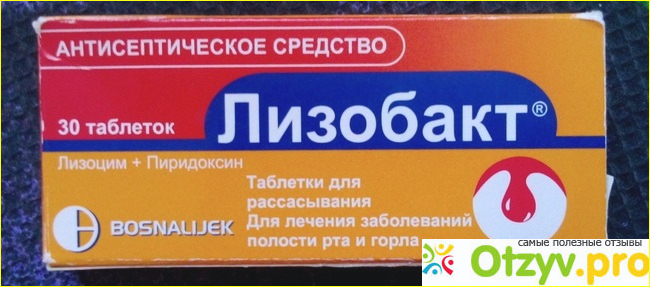 АНТИСЕПТИЧЕСКОЕ СРЕДСТВО
Лизобакт®
30 таблеток
Лизоцим + Пиридоксин
Таблетки для
рассасывания
Для лечения заболеваний
полости рта и горла
BOSNALIJEK
самые полезные отзывы
Otzyv.pro